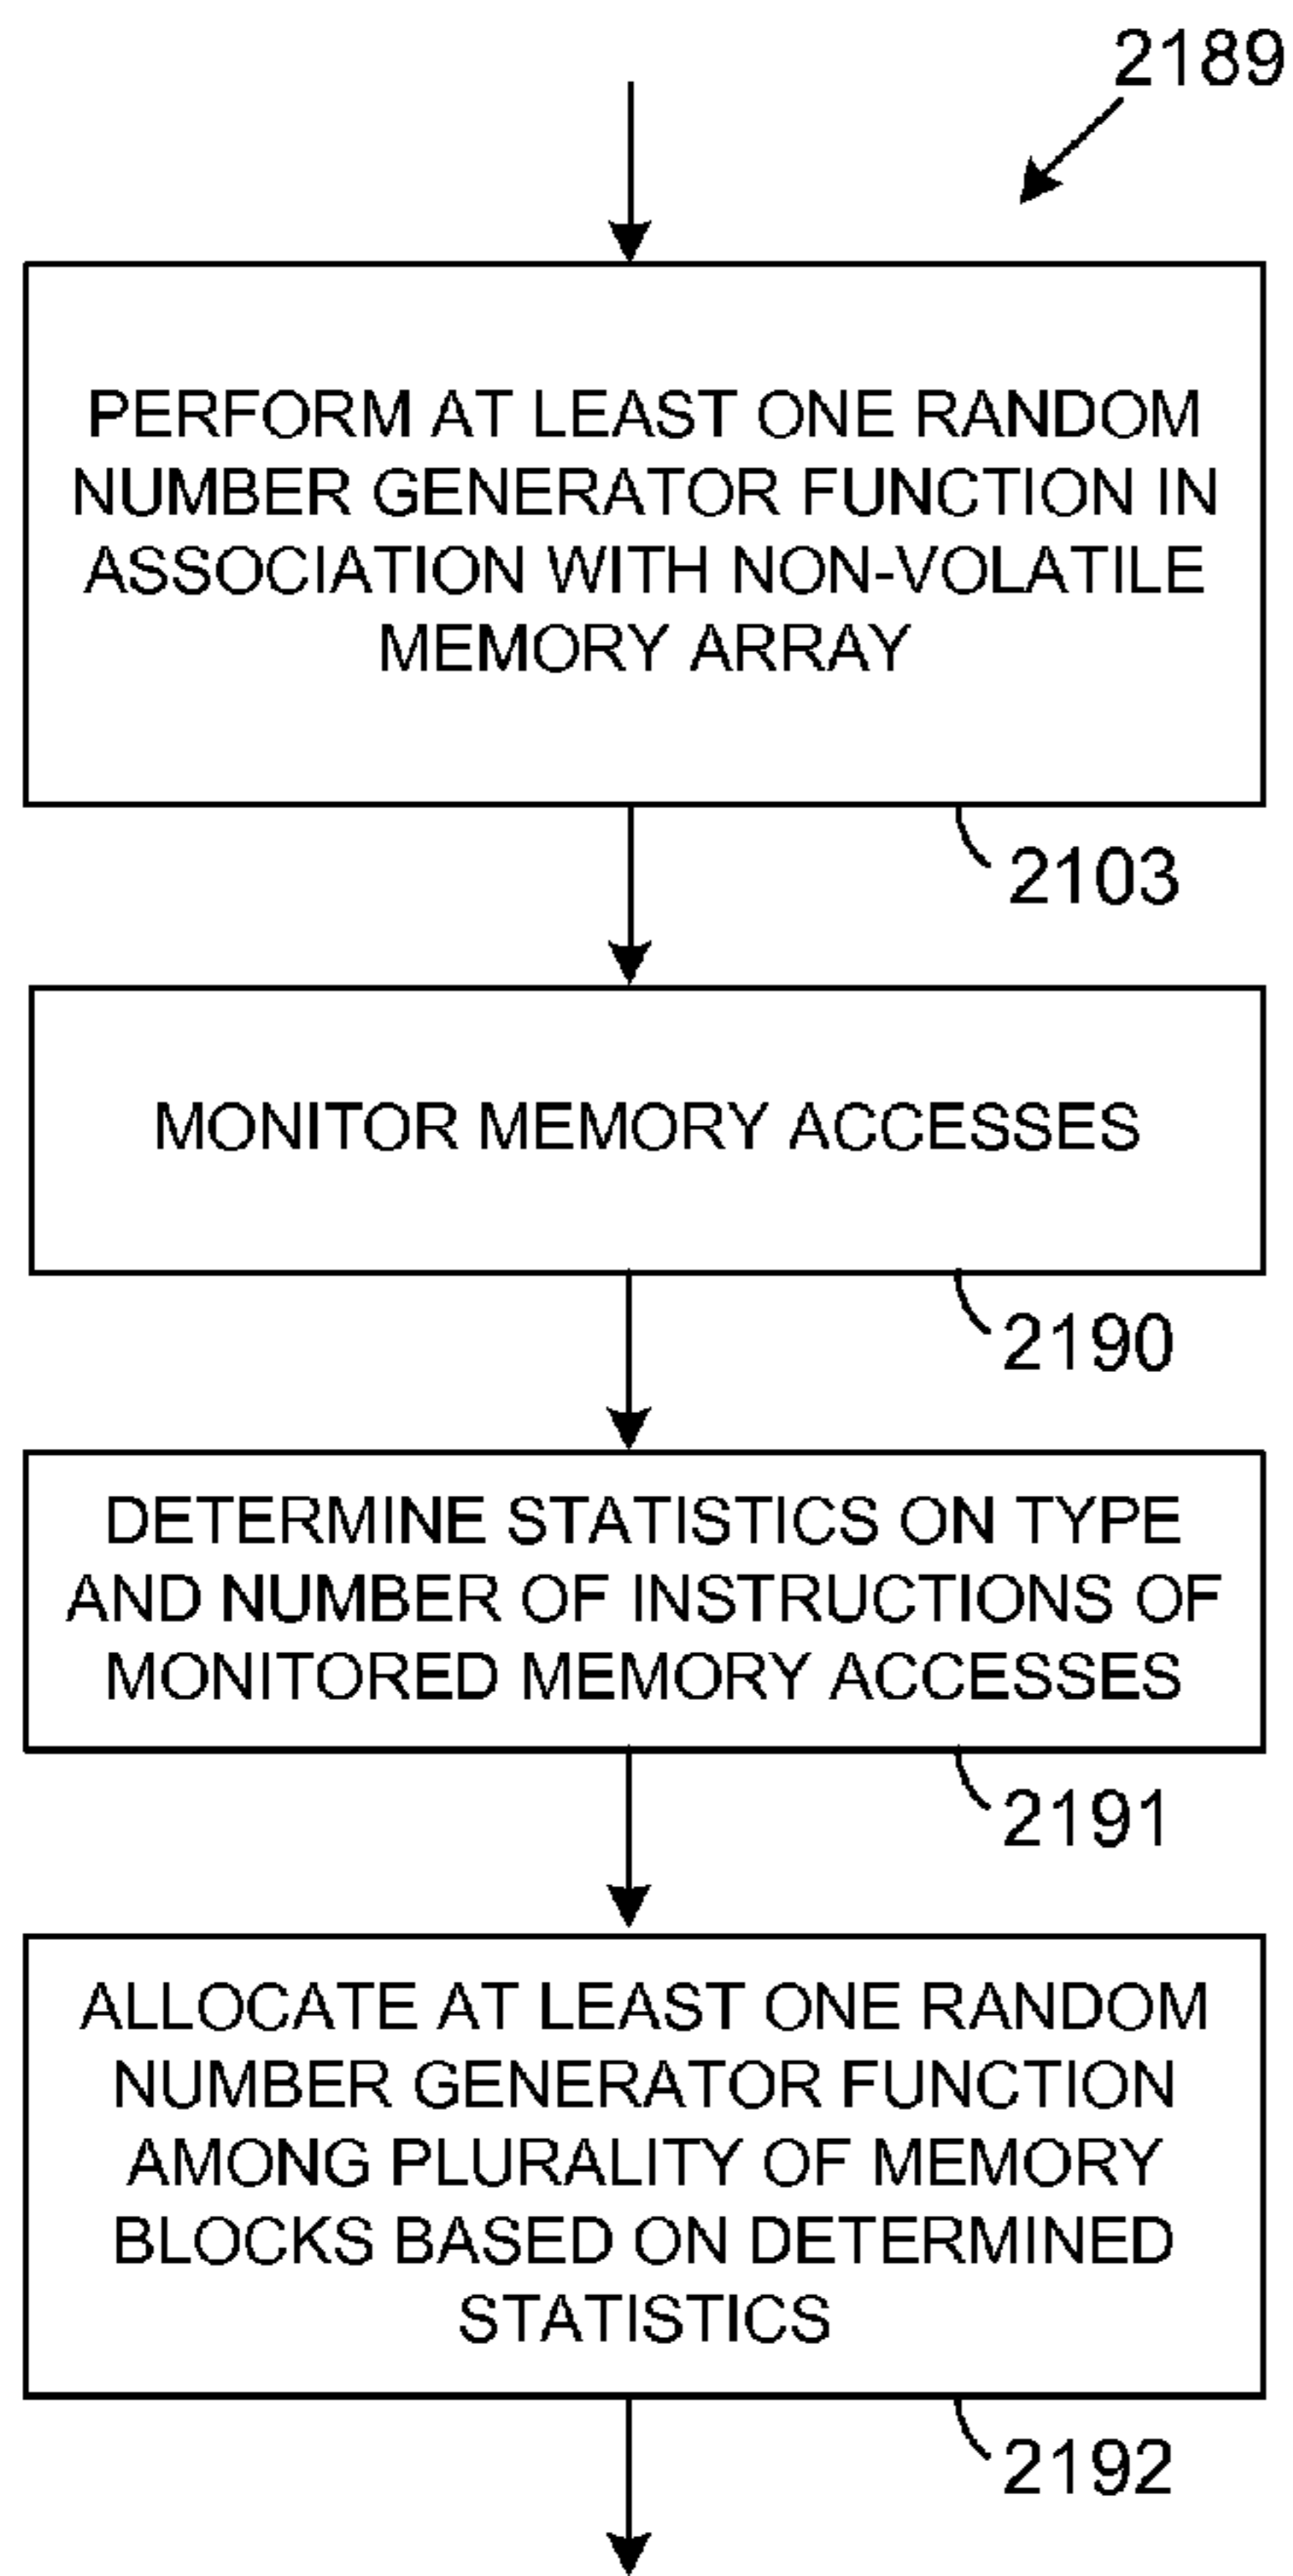 2189
PERFORM AT LEAST ONE RANDOM
NUMBER GENERATOR FUNCTION IN
ASSOCIATION WITH NON-VOLATILE
MEMORY ARRAY
2103
MONITOR MEMORY ACCESSES
2190
DETERMINE STATISTICS ON TYPE
AND NUMBER OF INSTRUCTIONS OF
MONITORED MEMORY ACCESSES
2191
ALLOCATE AT LEAST ONE RANDOM
NUMBER GENERATOR FUNCTION
AMONG PLURALITY OF MEMORY
BLOCKS BASED ON DETERMINED
STATISTICS
2192